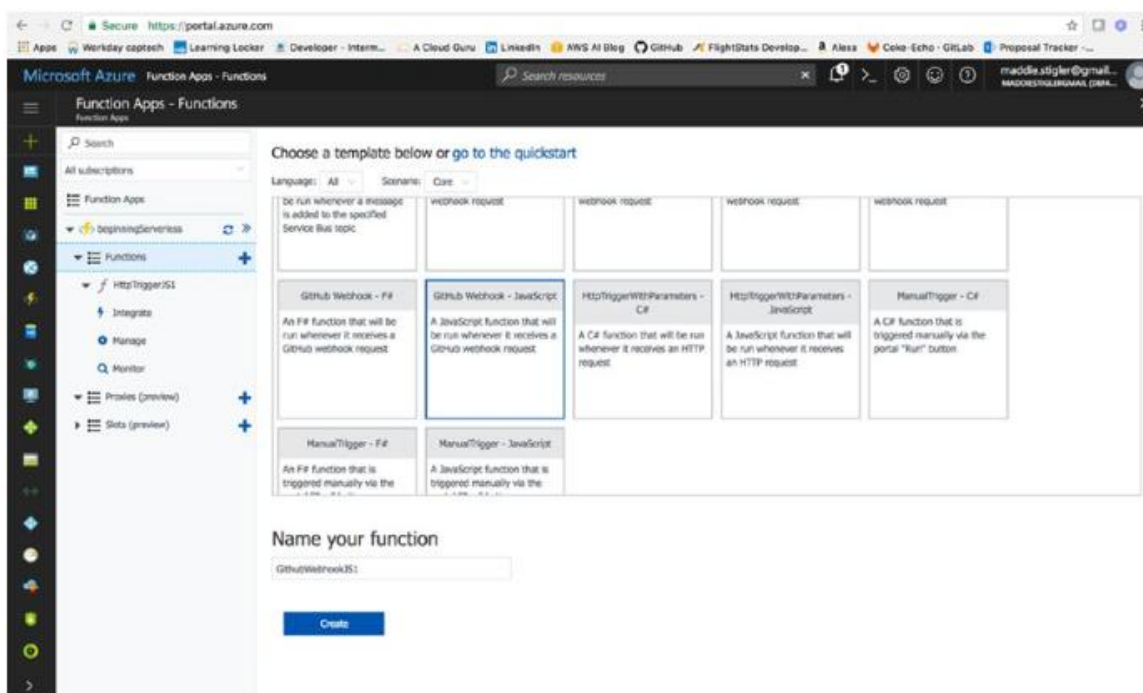 Secure https://portal.azure.com
Apps Workday captech Learning Locker Developer - Interm... A Cloud Guru LinkedIn AWS AI Blog GitHub FlightStats Develop... Alexa Coke-Echo · GitLab Proposal Tracker -...
Microsoft Azure Function Apps - Functions
Search resources
maddie.stigler@gmail...
MADDIESTIGLERGMAIL (DEFA...
Function Apps - Functions
Function Apps
Search
All subscriptions
Function Apps
beginningServerless
Functions
HttpTriggerJS1
Integrate
Manage
Monitor
Proxies (preview)
Slots (preview)
Choose a template below or go to the quickstart
Language: All Scenario: Core
be run whenever a message
is added to the specified
Service Bus topic
webhook request
webhook request
webhook request
webhook request
GitHub Webhook - F#
An F# function that will be
run whenever it receives a
GitHub webhook request
GitHub Webhook - JavaScript
A JavaScript function that will
be run whenever it receives a
GitHub webhook request
HttpTriggerWithParameters -
C#
A C# function that will be run
whenever it receives an HTTP
request
HttpTriggerWithParameters -
JavaScript
A JavaScript function that will
be run whenever it receives
an HTTP request
ManualTrigger - C#
A C# function that is
triggered manually via the
portal "Run" button
ManualTrigger - F#
An F# function that is
triggered manually via the
ManualTrigger - JavaScript
A JavaScript function that is
triggered manually via the
Name your function
GithubWebhookJS1
Create